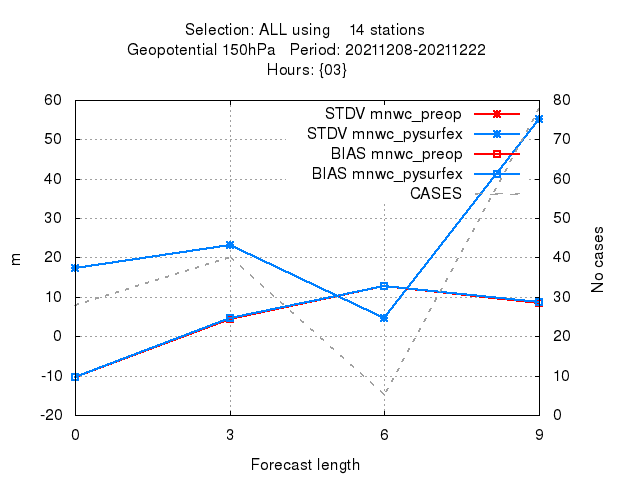 Selection: ALL using 14 stations
Geopotential 150hPa Period: 20211208-20211222
Hours: {03}
60 80
STDV mnwc_preop
50 70
STDV mnwc_pysurfex
BIAS mnwc_preop
40 60
BIAS mnwc_pysurfex
CASES
30 50
20 40
m No cases
10 30
0 20
-10 10
-20 0
0 3 6 9
Forecast length